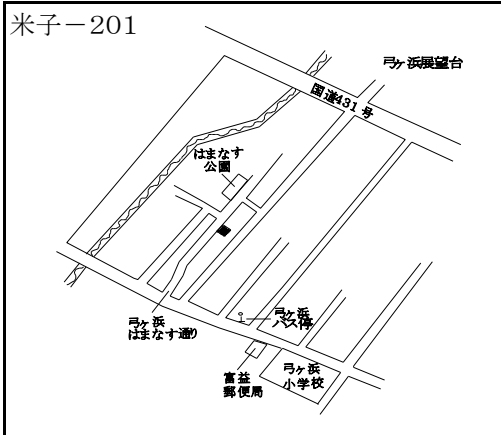 米子－201
弓ヶ浜展望台
国道431号
はまなす
公園
弓ヶ浜
バス停
弓ヶ浜
はまなす通り
富益
郵便局
弓ヶ浜
小学校